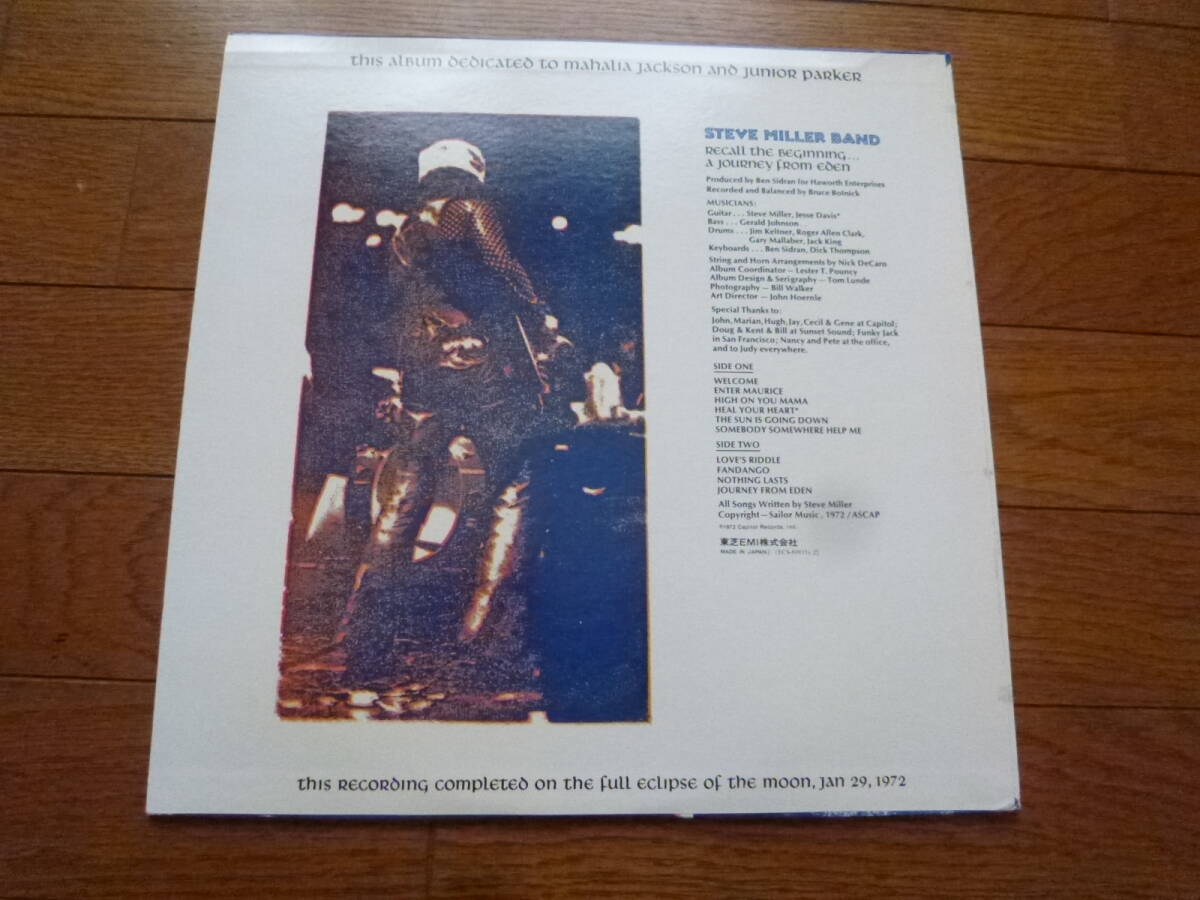 this album dedicated to mahalia jackson and junior parker
STEVE MILLER BAND
Recall the Beginning...
A Journey from Eden
Produced by Ben Sidran for Haworth Enterprises
Recorded and Balanced by Bruce Botnick
MUSICIANS:
Guitar . . . Steve Miller, Jesse Davis*
Bass . . . Gerald Johnson
Drums . . . Jim Keltner, Roger Allen Clark,
Gary Mallaber, Jack King
Keyboards . . . Ben Sidran, Dick Thompson
String and Horn Arrangements by Nick DeCaro
Album Coordinator — Lester T. Pouncy
Album Design & Serigraphy — Tom Lunde
Photography — Bill Walker
Art Director — John Hoernle
Special Thanks to:
John, Marian, Hugh, Jay, Cecil & Gene at Capitol;
Doug & Kent & Bill at Sunset Sound; Funky Jack
in San Francisco; Nancy and Pete at the office,
and to Judy everywhere.
SIDE ONE
WELCOME
ENTER MAURICE
HIGH ON YOU MAMA
HEAL YOUR HEART*
THE SUN IS GOING DOWN
SOMEBODY SOMEWHERE HELP ME
SIDE TWO
LOVE'S RIDDLE
FANDANGO
NOTHING LASTS
JOURNEY FROM EDEN
All Songs Written by Steve Miller
Copyright — Sailor Music, 1972 / ASCAP
℗1972 Capitol Records, Inc.
東芝EMI株式会社
MADE IN JAPAN
this recording completed on the full eclipse of the moon, jan 29, 1972